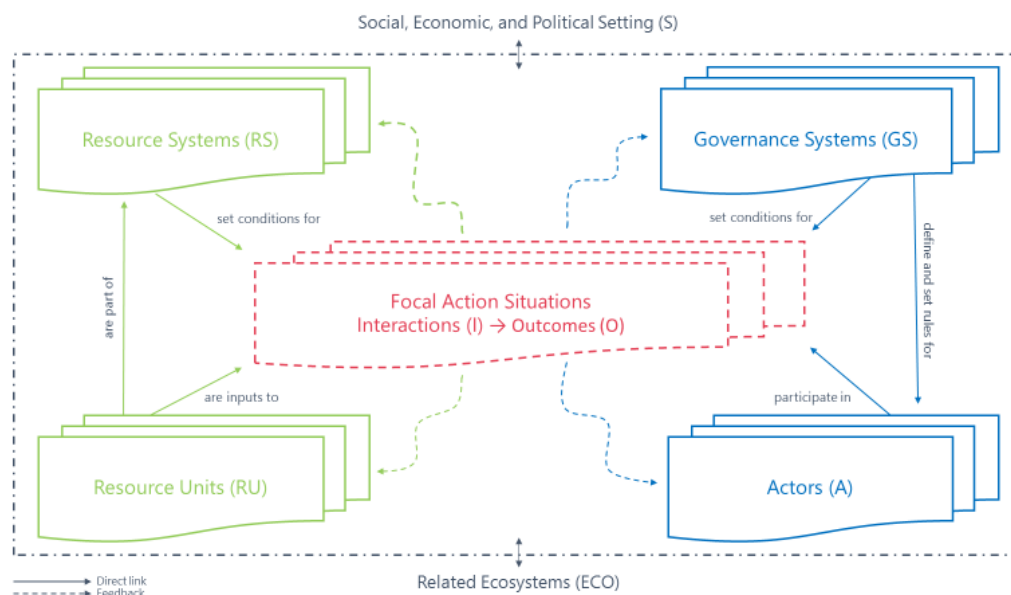 Social, Economic, and Political Setting (S)
Resource Systems (RS)
Governance Systems (GS)
set conditions for
set conditions for
are part of
define and set rules for
Focal Action Situations
Interactions (I) → Outcomes (O)
are inputs to
participate in
Resource Units (RU)
Actors (A)
Direct link
Feedback
Related Ecosystems (ECO)